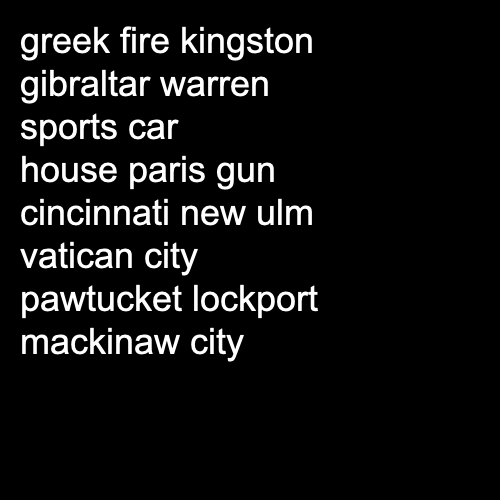 greek fire kingston
gibraltar warren
sports car
house paris gun
cincinnati new ulm
vatican city
pawtucket lockport
mackinaw city